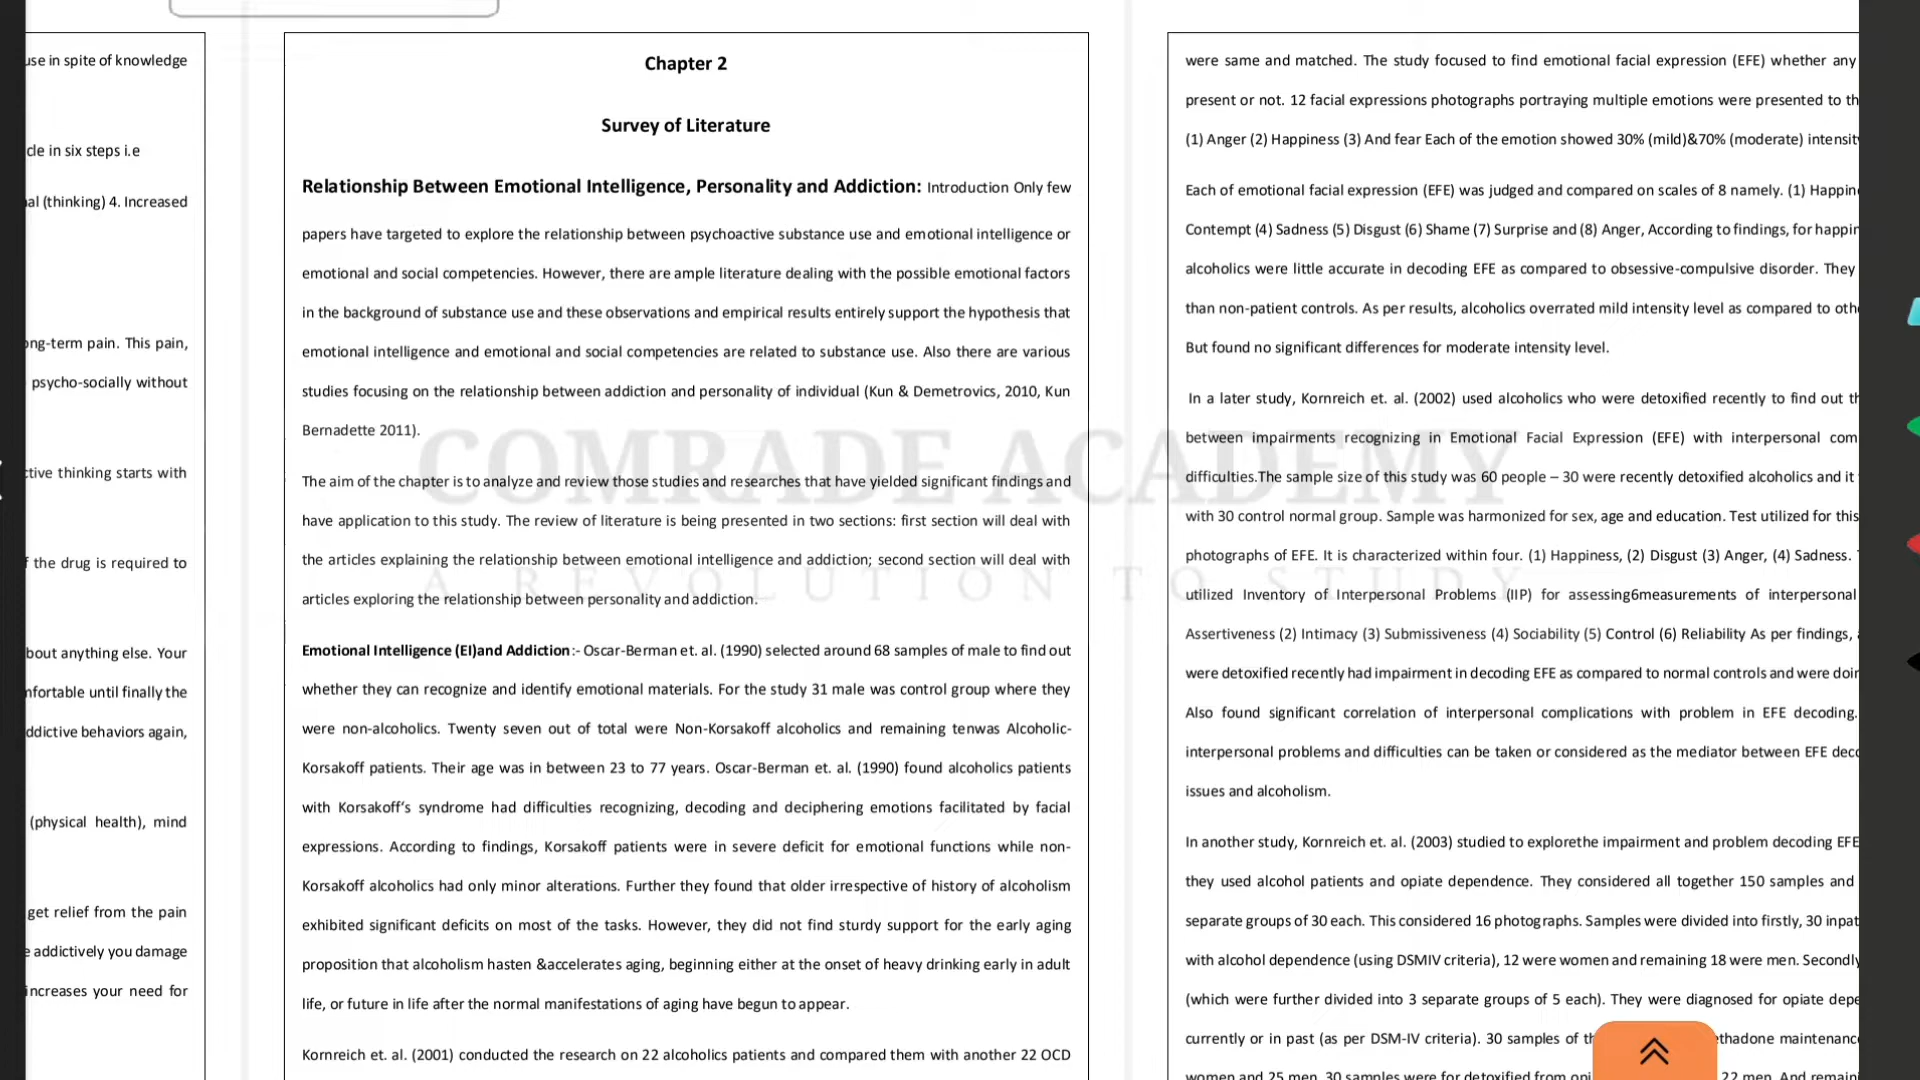 use in spite of knowledge
cle in six steps i.e
al (thinking) 4. Increased
ong-term pain. This pain,
psycho-socially without
ctive thinking starts with
f the drug is required to
bout anything else. Your
nfortable until finally the
ddictive behaviors again,
(physical health), mind
get relief from the pain
e addictively you damage
increases your need for
Chapter 2
Survey of Literature
Relationship Between Emotional Intelligence, Personality and Addiction: Introduction Only few
papers have targeted to explore the relationship between psychoactive substance use and emotional intelligence or
emotional and social competencies. However, there are ample literature dealing with the possible emotional factors
in the background of substance use and these observations and empirical results entirely support the hypothesis that
emotional intelligence and emotional and social competencies are related to substance use. Also there are various
studies focusing on the relationship between addiction and personality of individual (Kun & Demetrovics, 2010, Kun
Bernadette 2011).
The aim of the chapter is to analyze and review those studies and researches that have yielded significant findings and
have application to this study. The review of literature is being presented in two sections: first section will deal with
the articles explaining the relationship between emotional intelligence and addiction; second section will deal with
articles exploring the relationship between personality and addiction.
Emotional Intelligence (EI)and Addiction:- Oscar-Berman et. al. (1990) selected around 68 samples of male to find out
whether they can recognize and identify emotional materials. For the study 31 male was control group where they
were non-alcoholics. Twenty seven out of total were Non-Korsakoff alcoholics and remaining tenwas Alcoholic-
Korsakoff patients. Their age was in between 23 to 77 years. Oscar-Berman et. al. (1990) found alcoholics patients
with Korsakoff's syndrome had difficulties recognizing, decoding and deciphering emotions facilitated by facial
expressions. According to findings, Korsakoff patients were in severe deficit for emotional functions while non-
Korsakoff alcoholics had only minor alterations. Further they found that older irrespective of history of alcoholism
exhibited significant deficits on most of the tasks. However, they did not find sturdy support for the early aging
proposition that alcoholism hasten &accelerates aging, beginning either at the onset of heavy drinking early in adult
life, or future in life after the normal manifestations of aging have begun to appear.
Kornreich et. al. (2001) conducted the research on 22 alcoholics patients and compared them with another 22 OCD
were same and matched. The study focused to find emotional facial expression (EFE) whether any
present or not. 12 facial expressions photographs portraying multiple emotions were presented to th
(1) Anger (2) Happiness (3) And fear Each of the emotion showed 30% (mild)&70% (moderate) intensit
Each of emotional facial expression (EFE) was judged and compared on scales of 8 namely. (1) Happin
Contempt (4) Sadness (5) Disgust (6) Shame (7) Surprise and (8) Anger, According to findings, for happin
alcoholics were little accurate in decoding EFE as compared to obsessive-compulsive disorder. They
than non-patient controls. As per results, alcoholics overrated mild intensity level as compared to oth
But found no significant differences for moderate intensity level.
In a later study, Kornreich et. al. (2002) used alcoholics who were detoxified recently to find out th
between impairments recognizing in Emotional Facial Expression (EFE) with interpersonal com
difficulties.The sample size of this study was 60 people – 30 were recently detoxified alcoholics and it
with 30 control normal group. Sample was harmonized for sex, age and education. Test utilized for this
photographs of EFE. It is characterized within four. (1) Happiness, (2) Disgust (3) Anger, (4) Sadness.
utilized Inventory of Interpersonal Problems (IIP) for assessing6measurements of interpersonal
Assertiveness (2) Intimacy (3) Submissiveness (4) Sociability (5) Control (6) Reliability As per findings,
were detoxified recently had impairment in decoding EFE as compared to normal controls and were doin
Also found significant correlation of interpersonal complications with problem in EFE decoding.
interpersonal problems and difficulties can be taken or considered as the mediator between EFE deco
issues and alcoholism.
In another study, Kornreich et. al. (2003) studied to explorethe impairment and problem decoding EFE
they used alcohol patients and opiate dependence. They considered all together 150 samples and
separate groups of 30 each. This considered 16 photographs. Samples were divided into firstly, 30 inpat
with alcohol dependence (using DSMIV criteria), 12 were women and remaining 18 were men. Secondly
(which were further divided into 3 separate groups of 5 each). They were diagnosed for opiate depe
currently or in past (as per DSM-IV criteria). 30 samples of th ethadone maintenanc
women and 25 men. 30 samples were for detoxified from opi 22 men. And remain
COMRADE ACADEMY
A REVOLUTION TO STUDY